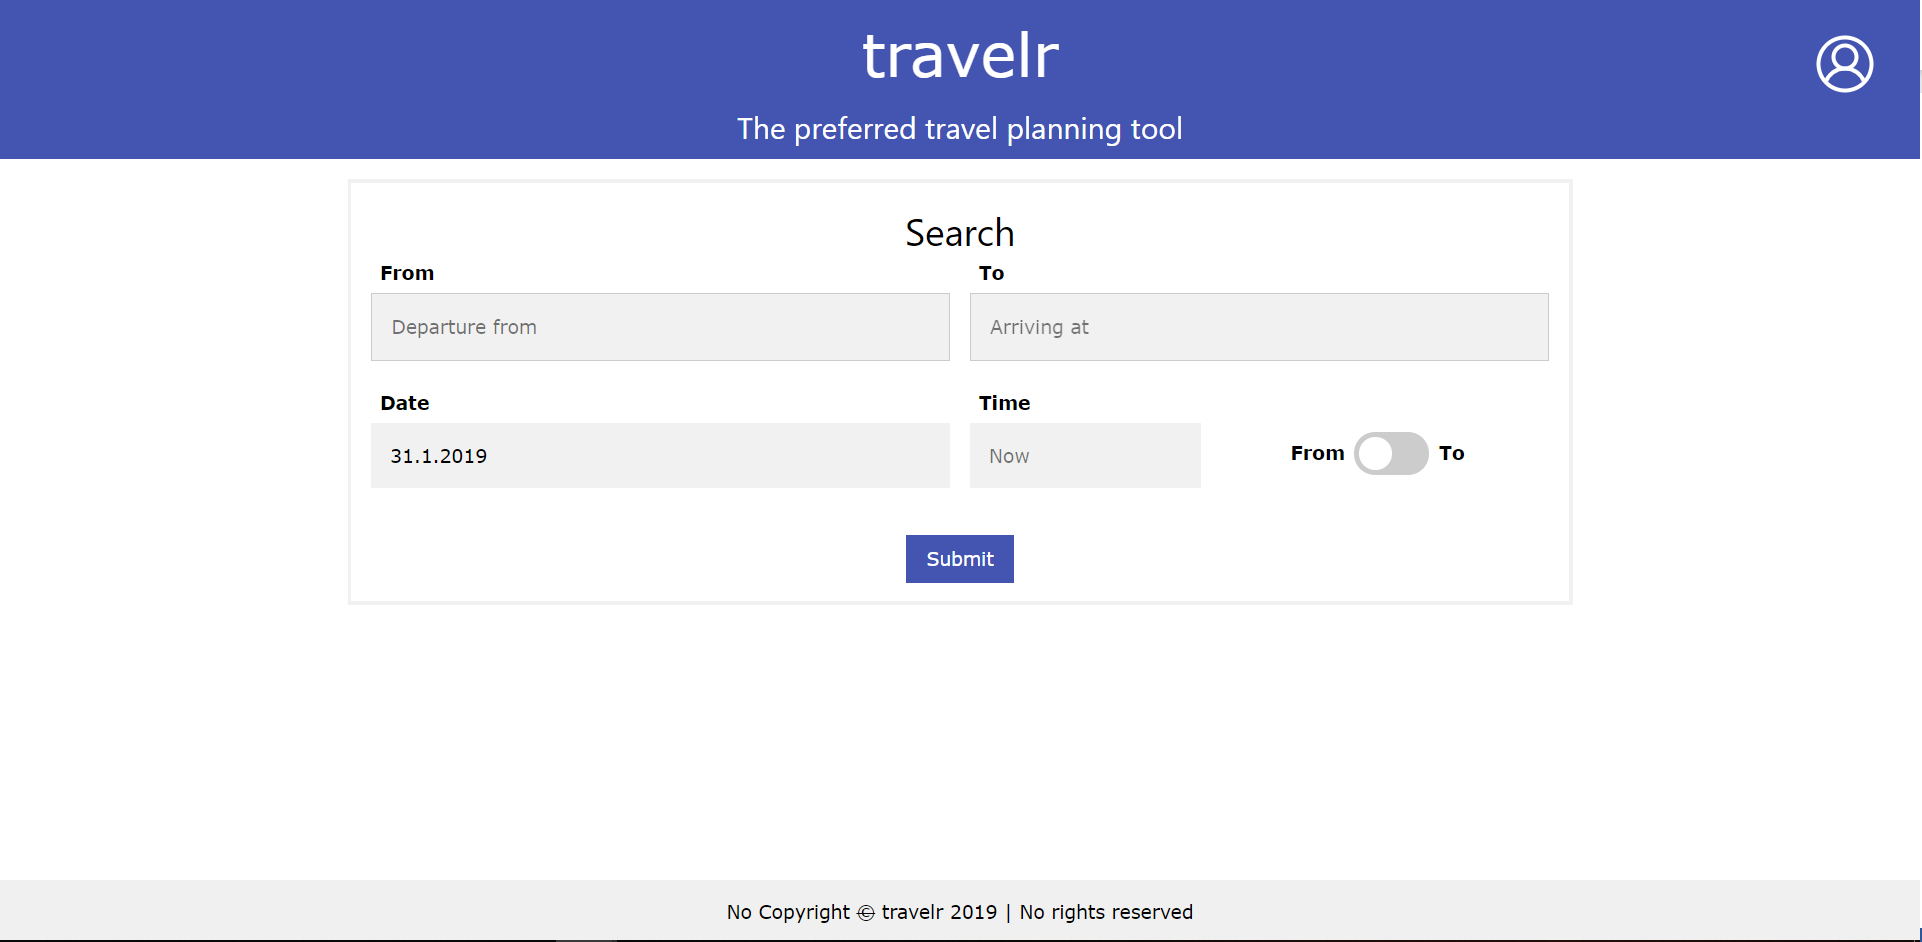 travelr
The preferred travel planning tool
Search
From To
Departure from Arriving at
Date Time
31.1.2019 Now From To
Submit
No Copyright © travelr 2019 | No rights reserved